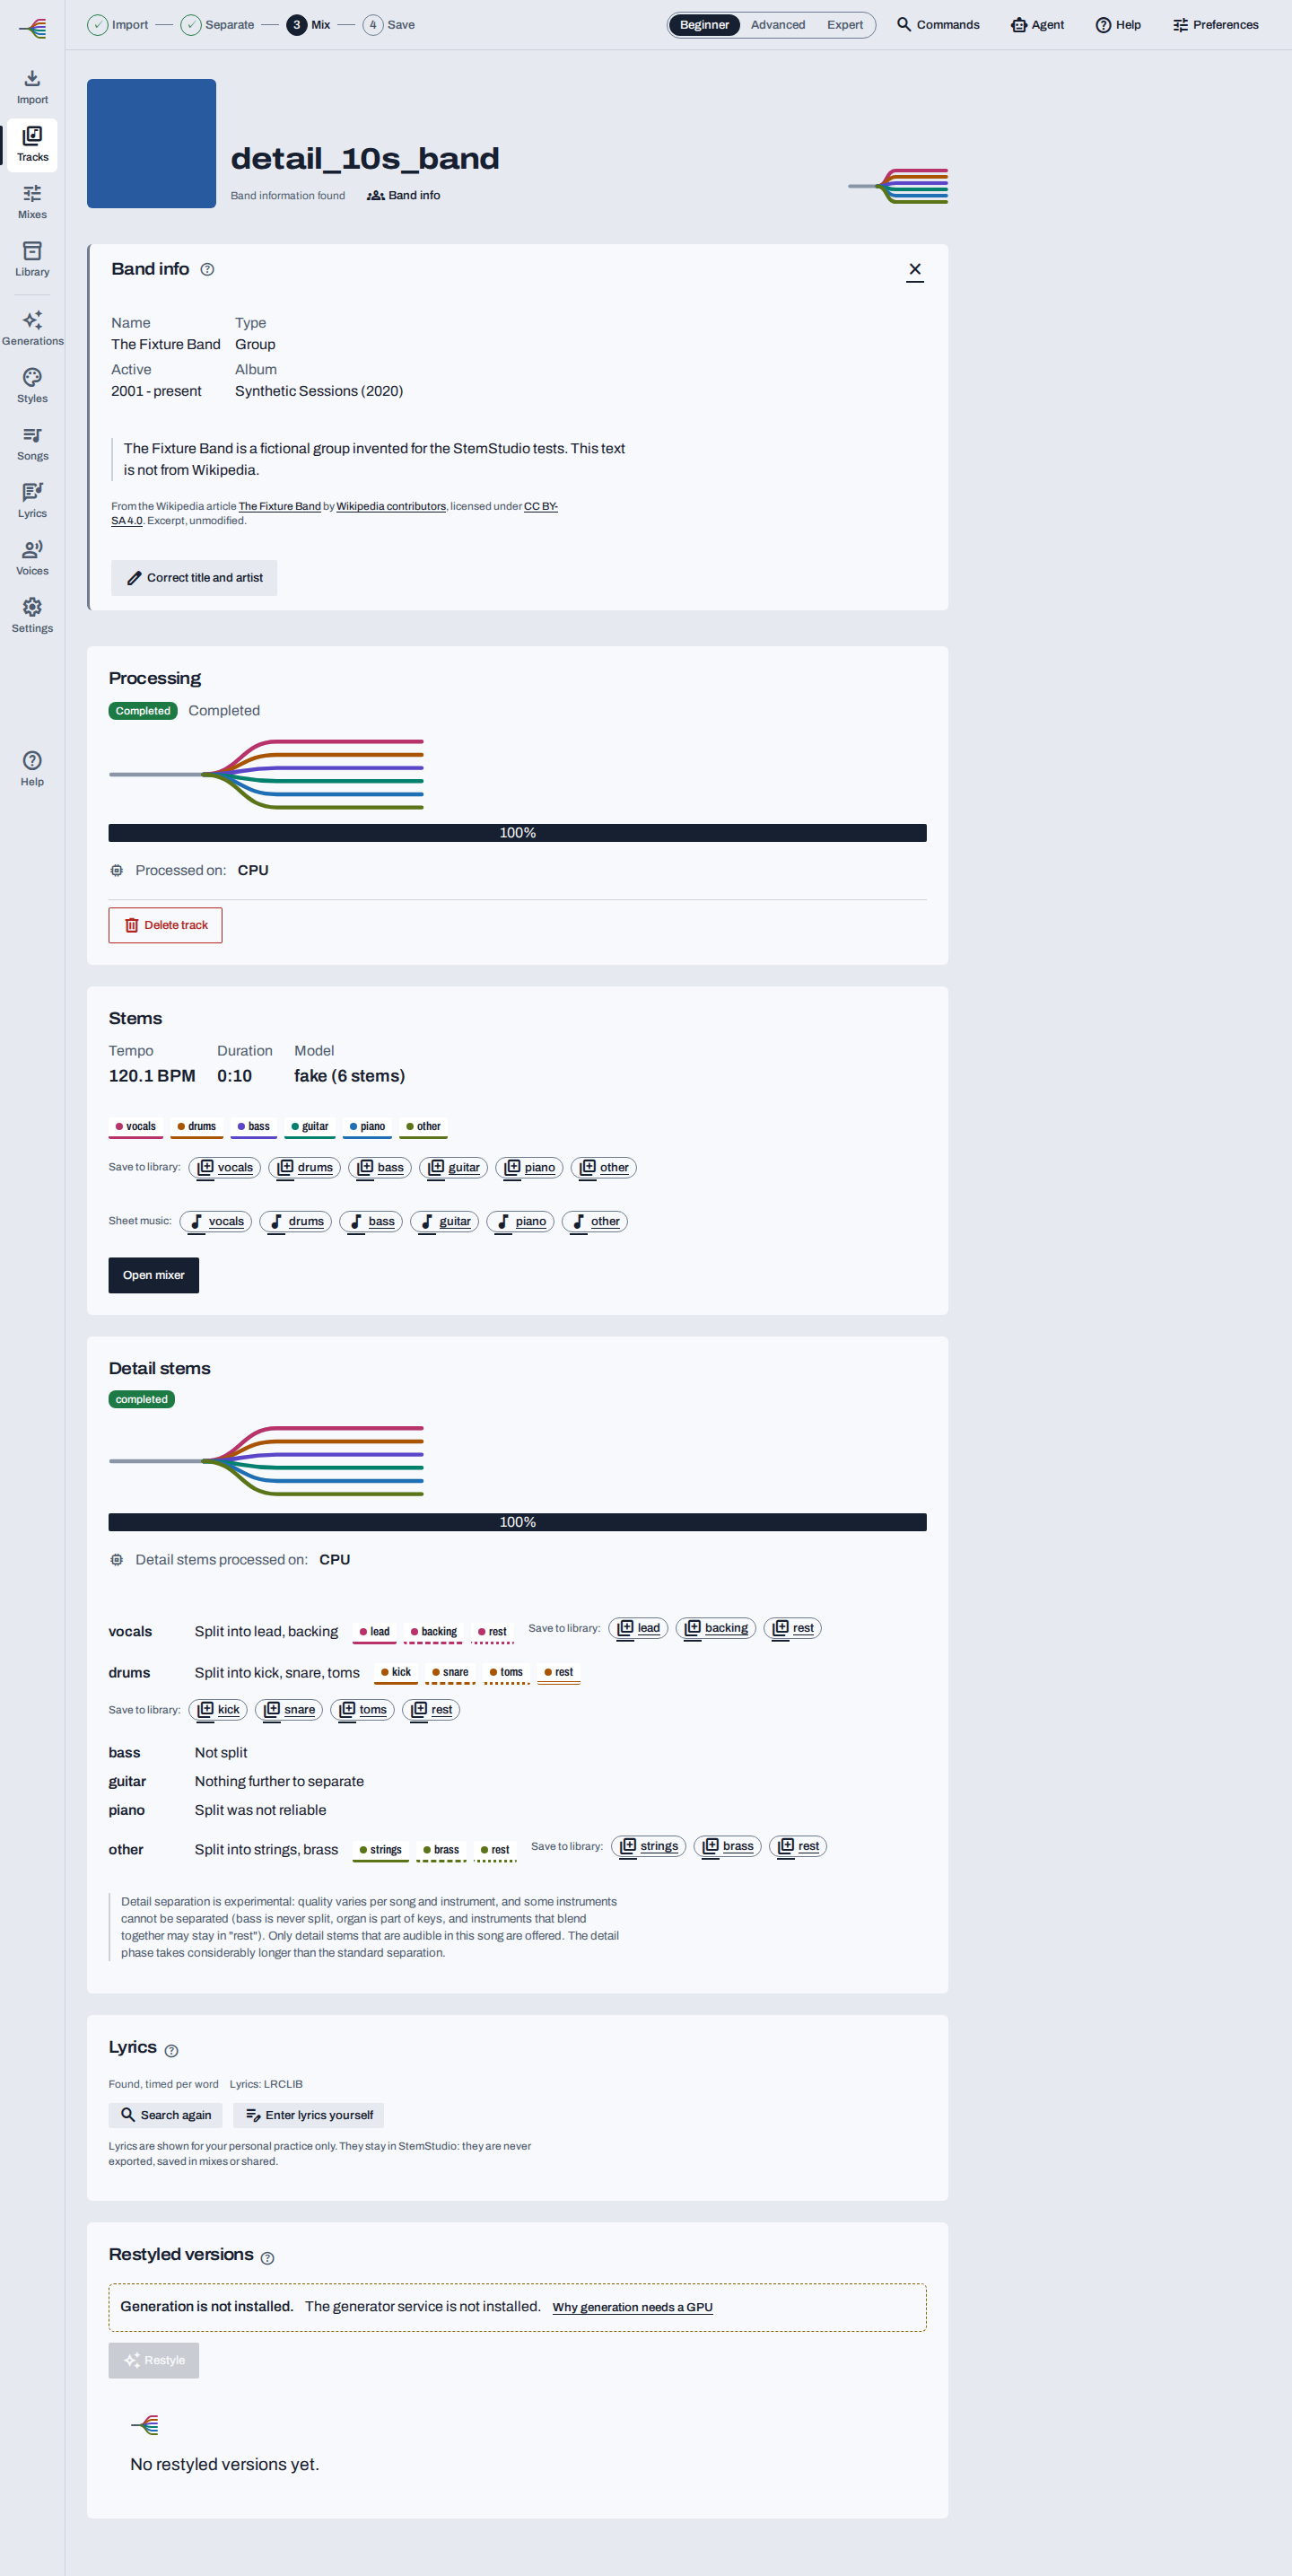 Import
Separate
3 Mix
4 Save
Beginner
Advanced
Expert
Commands
Agent
Help
Preferences
Import
Tracks
Mixes
Library
Generations
Styles
Songs
Lyrics
Voices
Settings
Help
detail_10s_band
Band information found
Band info
Band info
Name
Type
The Fixture Band
Group
Active
Album
2001 - present
Synthetic Sessions (2020)
The Fixture Band is a fictional group invented for the StemStudio tests. This text
is not from Wikipedia.
From the Wikipedia article The Fixture Band by Wikipedia contributors, licensed under CC BY-
SA 4.0. Excerpt, unmodified.
Correct title and artist
Processing
Completed
Completed
100%
Processed on: CPU
Delete track
Stems
Tempo
Duration
Model
120.1 BPM
0:10
fake (6 stems)
vocals
drums
bass
guitar
piano
other
Save to library: vocals drums bass guitar piano other
Sheet music: vocals drums bass guitar piano other
Open mixer
Detail stems
completed
100%
Detail stems processed on: CPU
vocals Split into lead, backing lead backing rest Save to library: lead backing rest
drums Split into kick, snare, toms kick snare toms rest
Save to library: kick snare toms rest
bass Not split
guitar Nothing further to separate
piano Split was not reliable
other Split into strings, brass strings brass rest Save to library: strings brass rest
Detail separation is experimental: quality varies per song and instrument, and some instruments
cannot be separated (bass is never split, organ is part of keys, and instruments that blend
together may stay in "rest"). Only detail stems that are audible in this song are offered. The detail
phase takes considerably longer than the standard separation.
Lyrics
Found, timed per word Lyrics: LRCLIB
Search again
Enter lyrics yourself
Lyrics are shown for your personal practice only. They stay in StemStudio: they are never
exported, saved in mixes or shared.
Restyled versions
Generation is not installed. The generator service is not installed. Why generation needs a GPU
Restyle
No restyled versions yet.